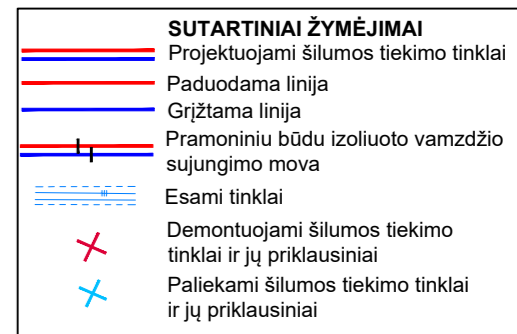 SUTARTINIAI ŽYMĖJIMAI
Projektuojami šilumos tiekimo tinklai
Paduodama linija
Grįžtama linija
Pramoniniu būdu izoliuoto vamzdžio
sujungimo mova
Esami tinklai
Demontuojami šilumos tiekimo
tinklai ir jų priklausiniai
Paliekami šilumos tiekimo tinklai
ir jų priklausiniai